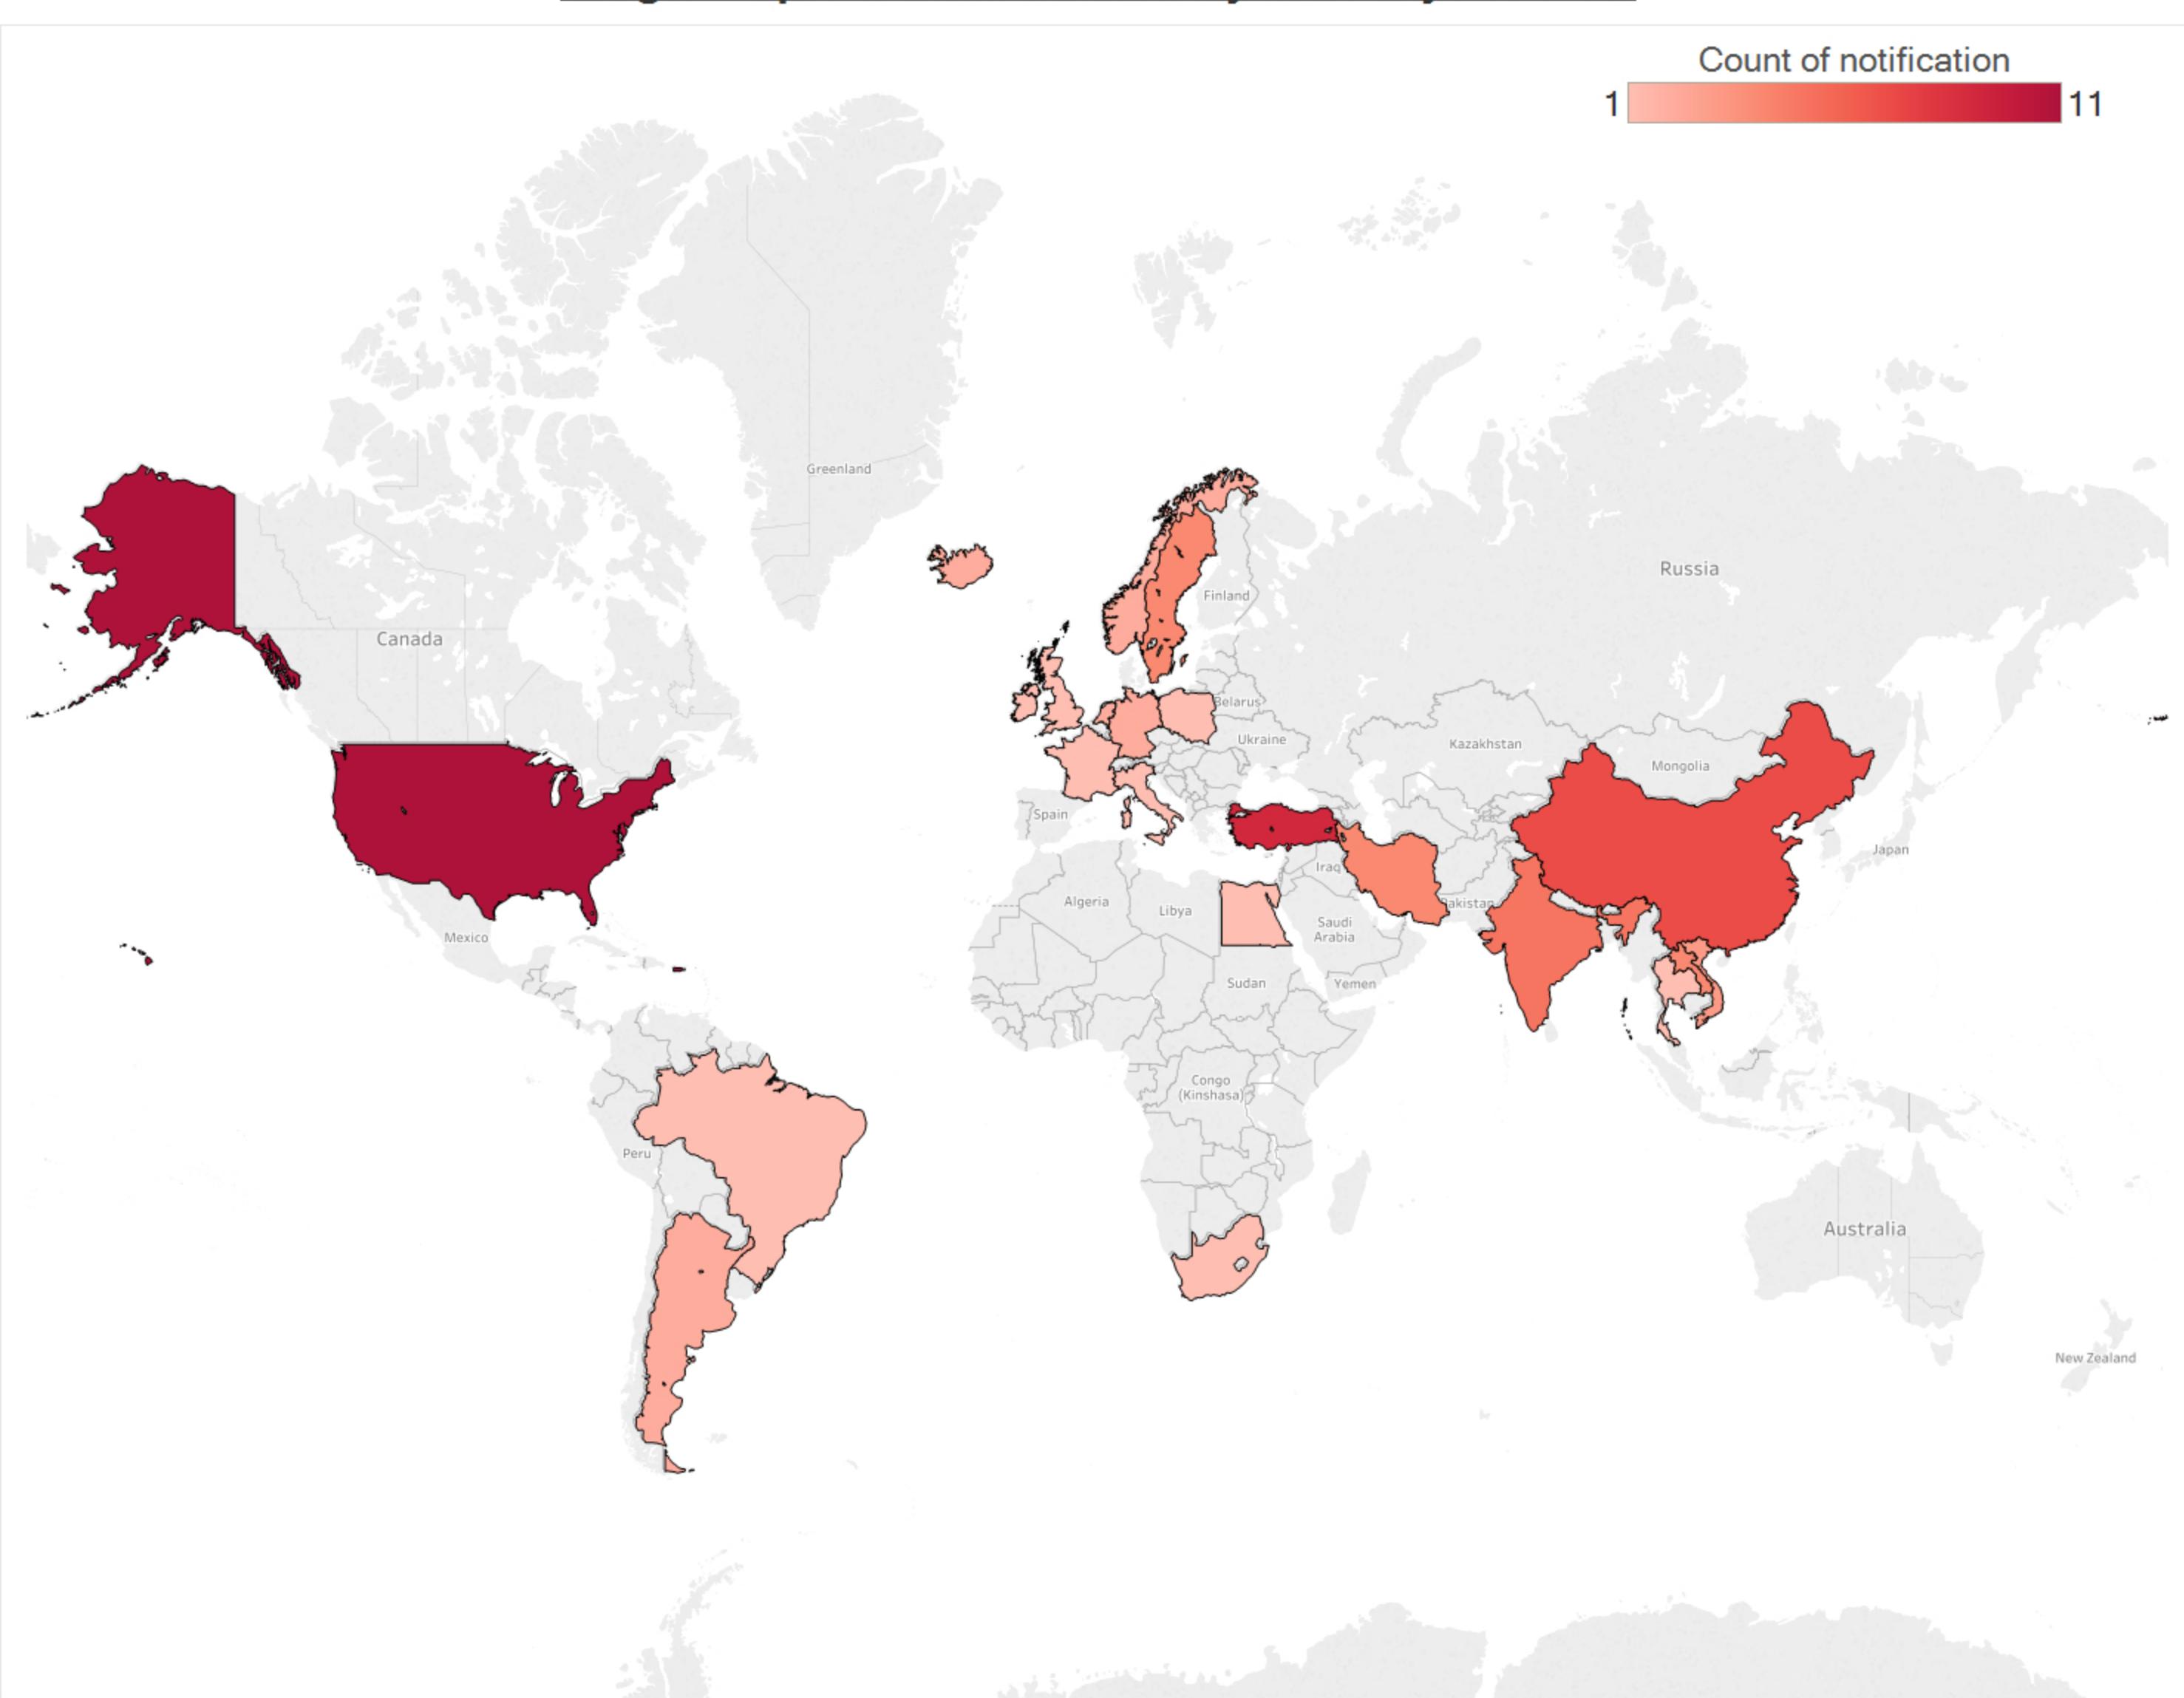 Count of notification
1 11
Greenland
Russia
Finland
Canada
Belarus
Ukraine
Kazakhstan
Mongolia
Spain
Japan
Iraq
Algeria
Libya
Pakistan
Saudi
Arabia
Mexico
Sudan
Yemen
Congo
(Kinshasa)
Peru
Australia
New Zealand